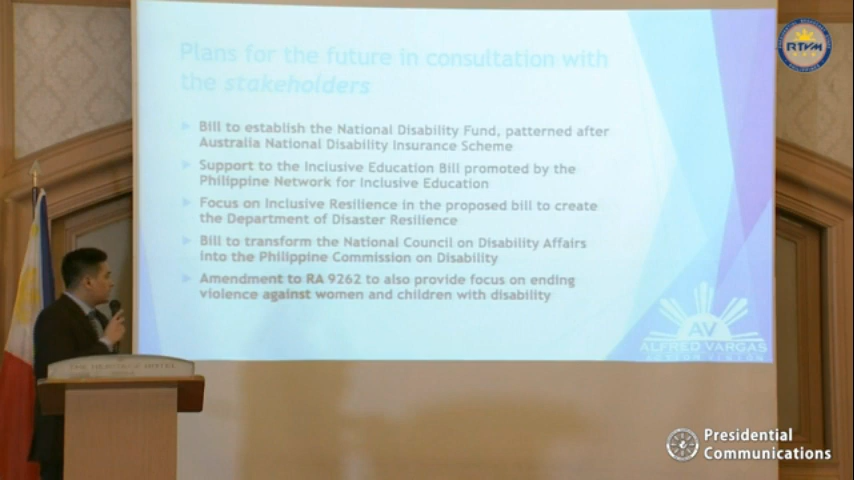 Plans for the future in consultation with
the stakeholders
Bill to establish the National Disability Fund, patterned after
Australia National Disability Insurance Scheme
Support to the Inclusive Education Bill promoted by the
Philippine Network for Inclusive Education
Focus on Inclusive Resilience in the proposed bill to create
the Department of Disaster Resilience
Bill to transform the National Council on Disability Affairs
into the Philippine Commission on Disability
Amendment to RA 9262 to also provide focus on ending
violence against women and children with disability
AV
ALFRED VARGAS
THE HERITAGE HOTEL
RTVM
Presidential
Communications